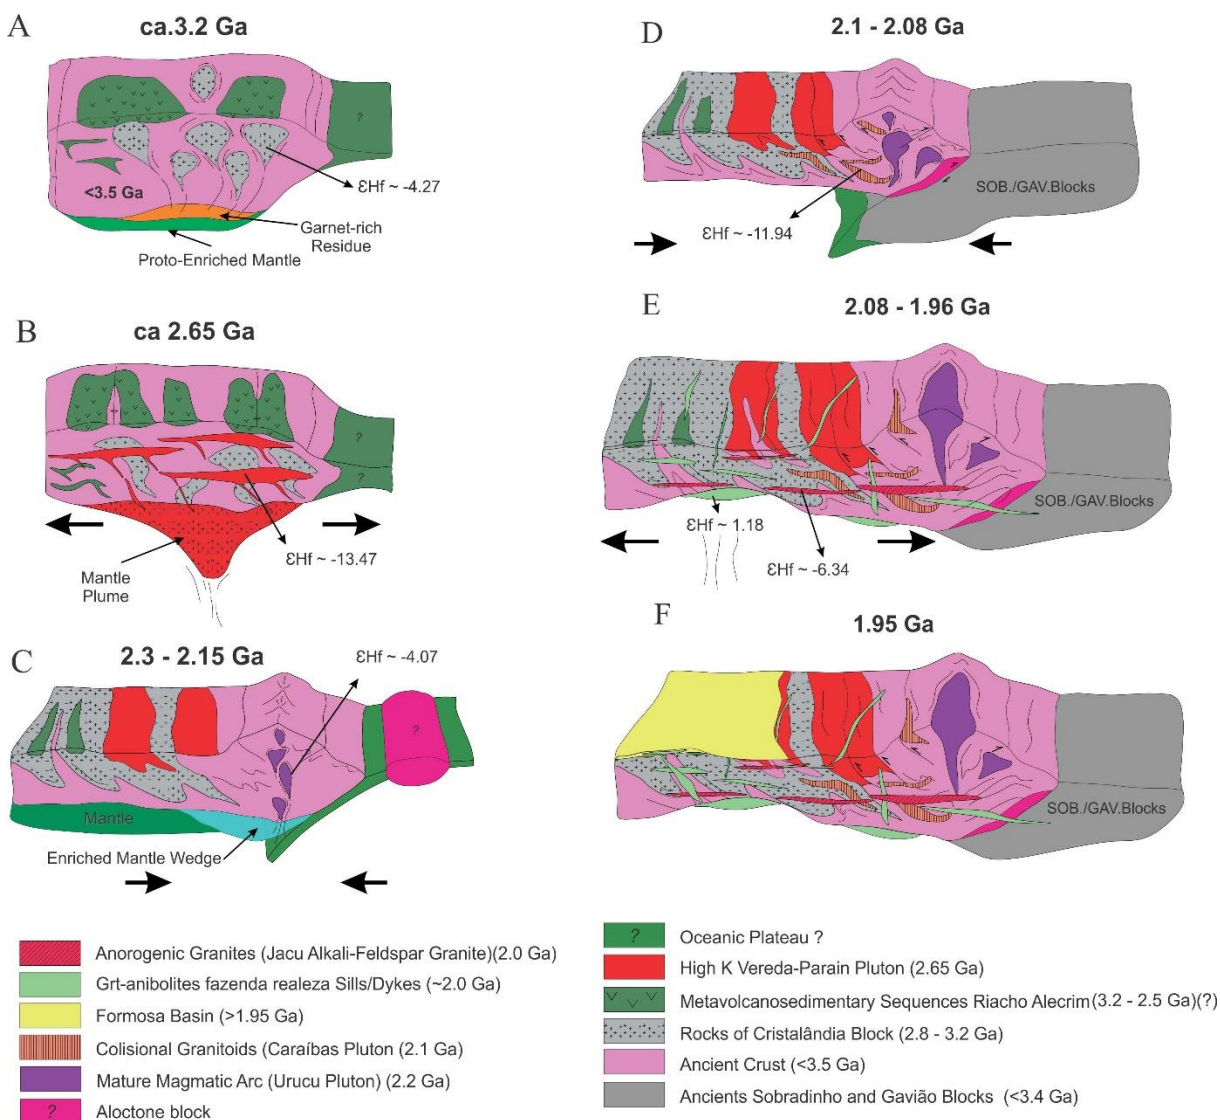 A
ca.3.2 Ga
?
<3.5 Ga
ƐHf ~ -4.27
Garnet-rich
Residue
Proto-Enriched Mantle
B
ca 2.65 Ga
?
?
ƐHf ~ -13.47
Mantle
Plume
C
2.3 - 2.15 Ga
ƐHf ~ -4.07
?
Mantle
Enriched Mantle Wedge
D
2.1 - 2.08 Ga
SOB./GAV.Blocks
ƐHf ~ -11.94
E
2.08 - 1.96 Ga
SOB./GAV.Blocks
ƐHf ~ 1.18
ƐHf ~ -6.34
F
1.95 Ga
SOB./GAV.Blocks
Anorogenic Granites (Jacu Alkali-Feldspar Granite)(2.0 Ga)
Grt-anibolites fazenda realeza Sills/Dykes (~2.0 Ga)
Formosa Basin (>1.95 Ga)
Colisional Granitoids (Caraíbas Pluton (2.1 Ga)
Mature Magmatic Arc (Urucu Pluton) (2.2 Ga)
? Aloctone block
? Oceanic Plateau ?
High K Vereda-Parain Pluton (2.65 Ga)
Metavolcanosedimentary Sequences Riacho Alecrim (3.2 - 2.5 Ga)(?)
Rocks of Cristalândia Block (2.8 - 3.2 Ga)
Ancient Crust (<3.5 Ga)
Ancients Sobradinho and Gavião Blocks (<3.4 Ga)